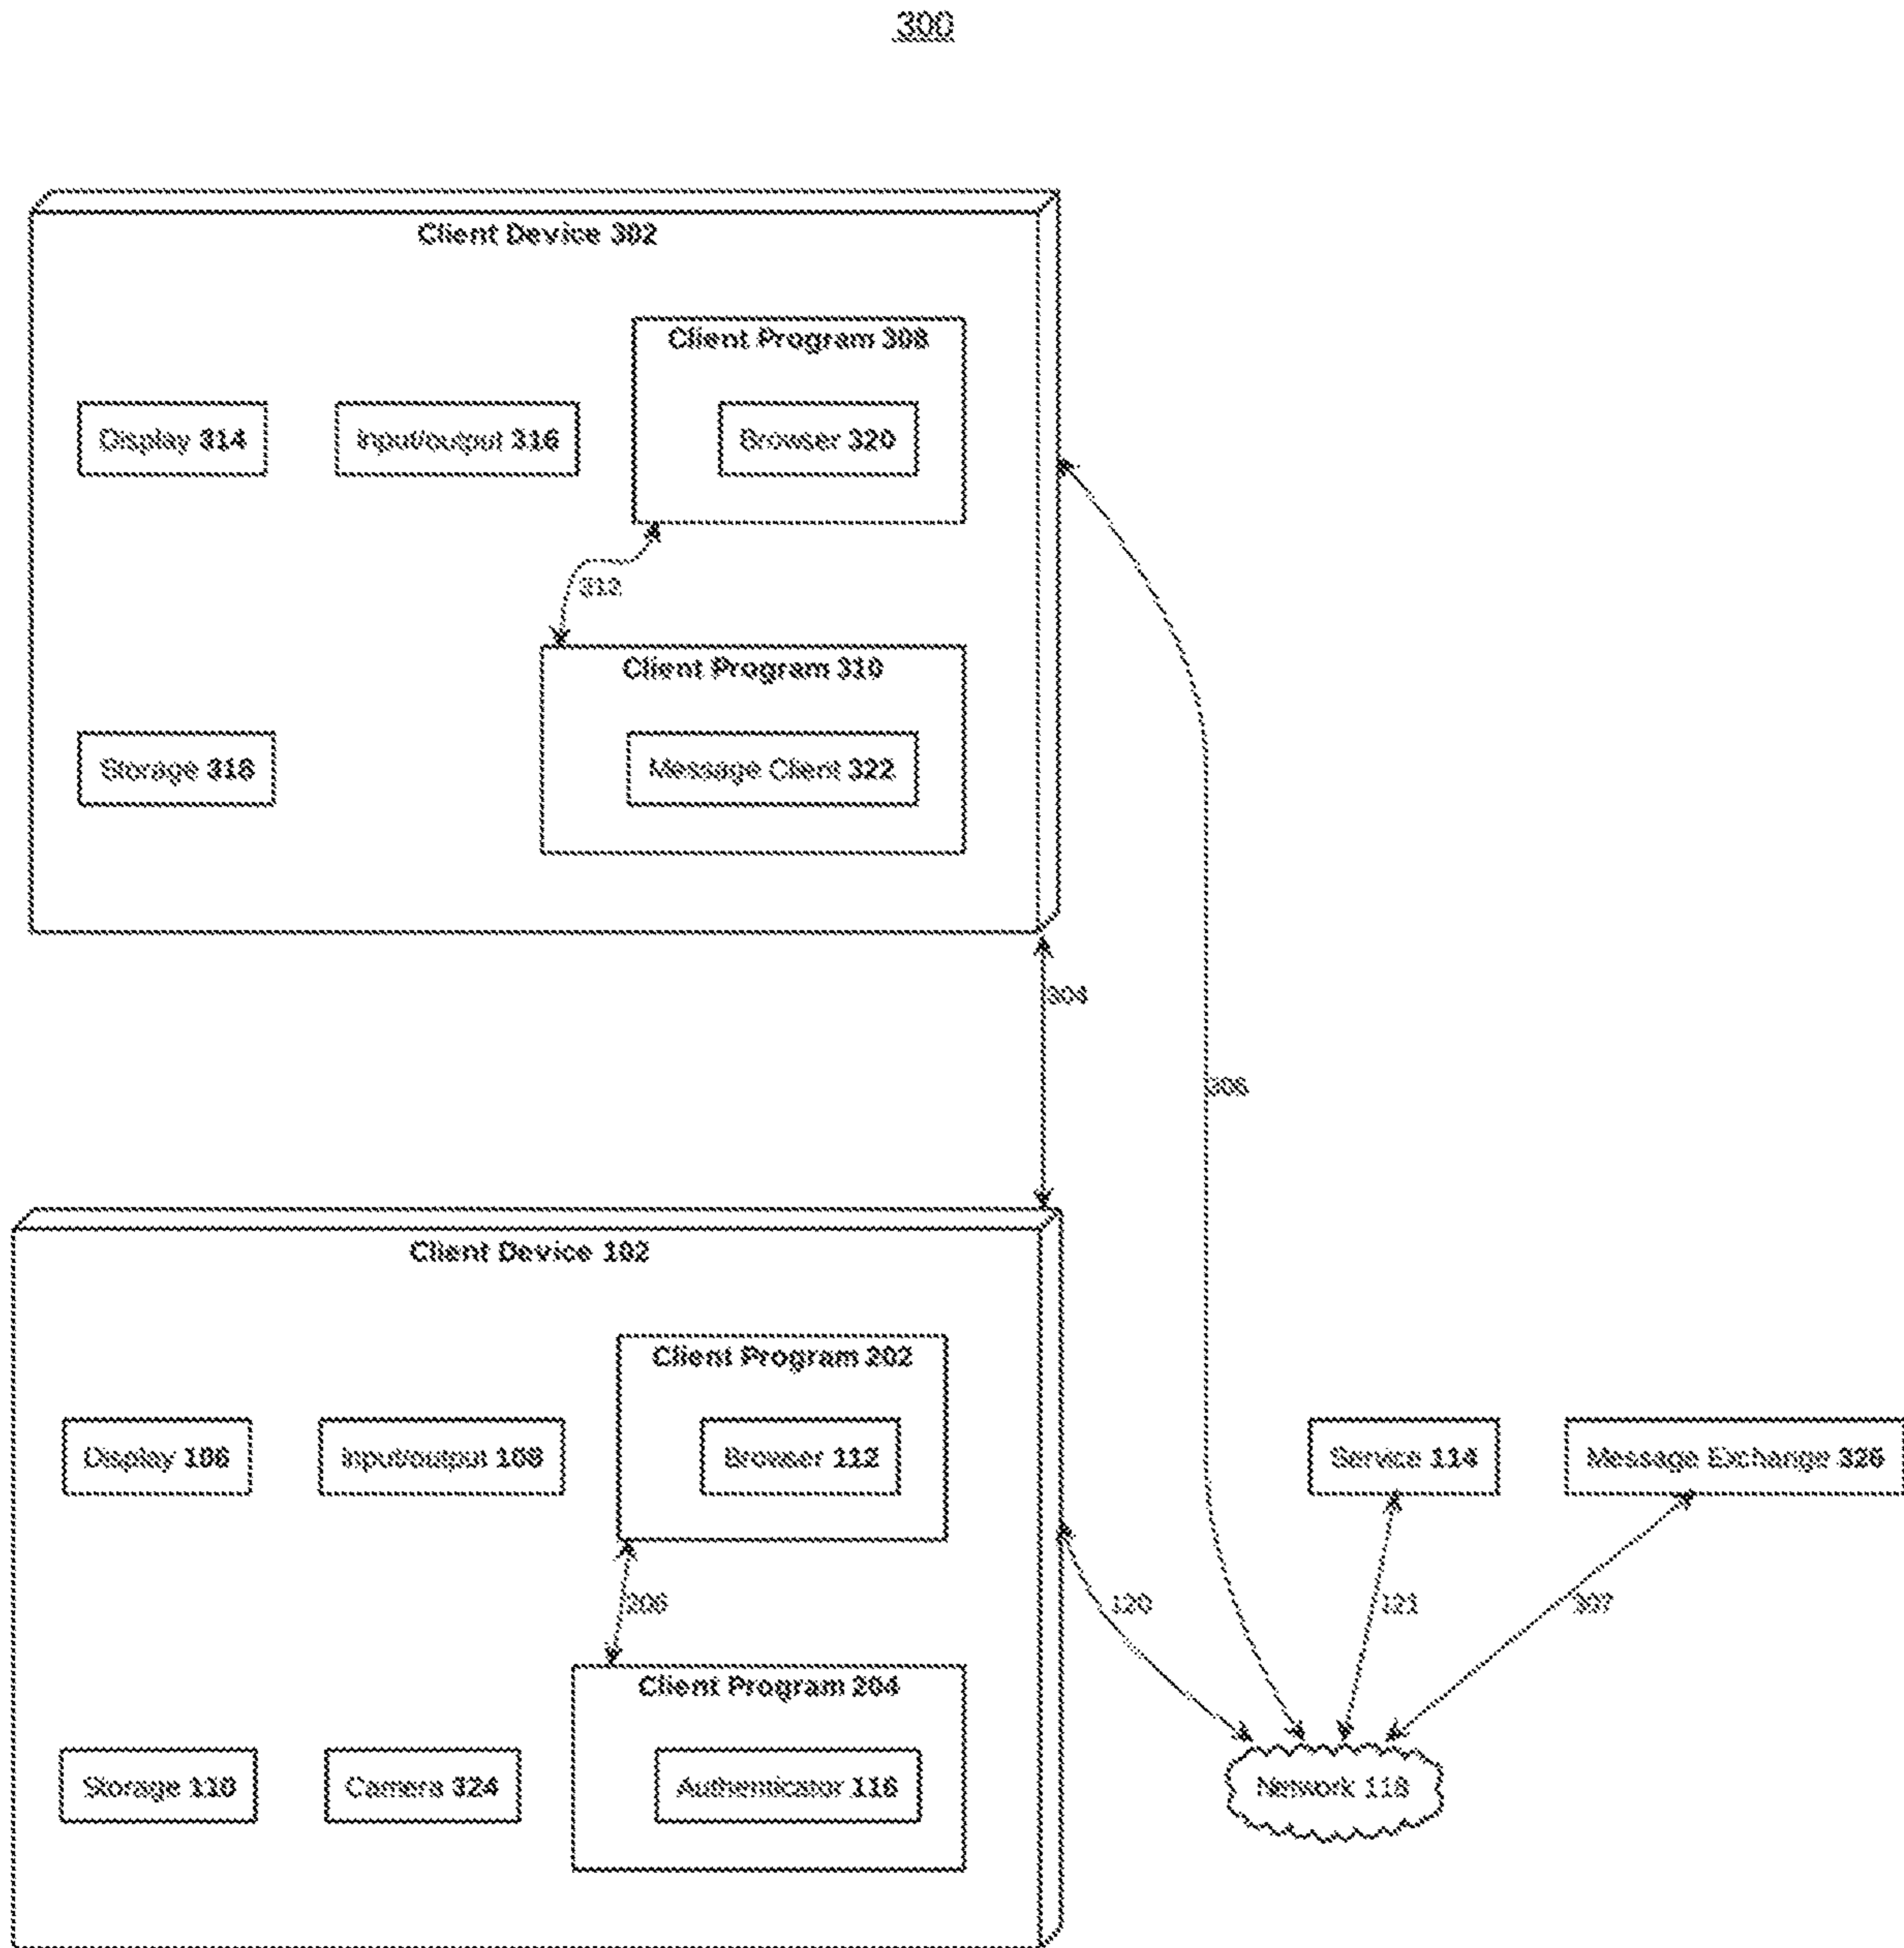 300
Client Device 302
Client Program 308
Display 314
Input/output 316
Browser 320
312
Client Program 310
Storage 318
Message Client 322
304
306
Client Device 102
Client Program 202
Display 106
Input/output 108
Browser 112
Service 114
Message Exchange 326
206
120
121
307
Client Program 204
Storage 110
Camera 324
Authenticator 116
Network 118